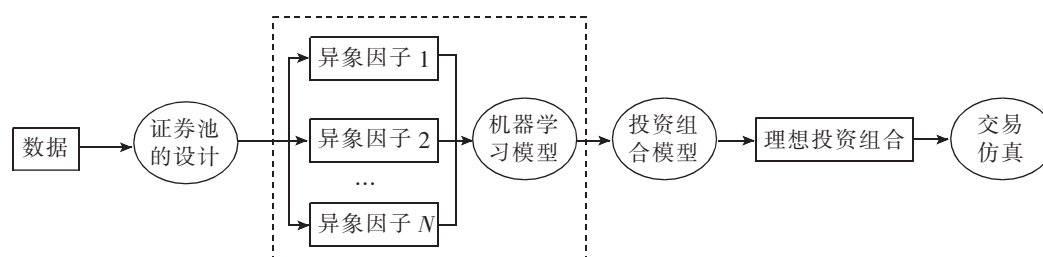 数据
证券池
的设计
异象因子 1
异象因子 2
...
异象因子 N
机器学
习模型
投资组
合模型
理想投资组合
交易
仿真